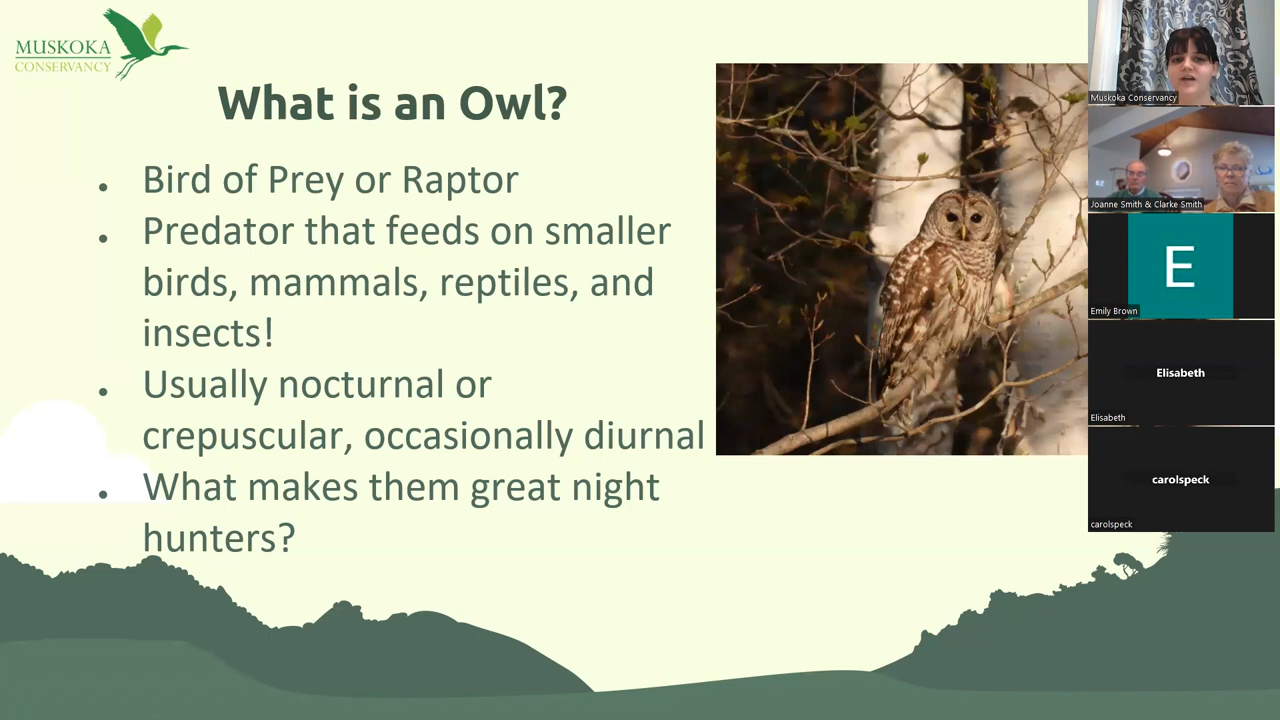 MUSKOKA
CONSERVANCY
What is an Owl?
• Bird of Prey or Raptor
• Predator that feeds on smaller
birds, mammals, reptiles, and
insects!
• Usually nocturnal or
crepuscular, occasionally diurnal
• What makes them great night
hunters?
Muskoka Conservancy
Joanne Smith & Clarke Smith
E
Emily Brown
Elisabeth
Elisabeth
carolspeck
carolspeck